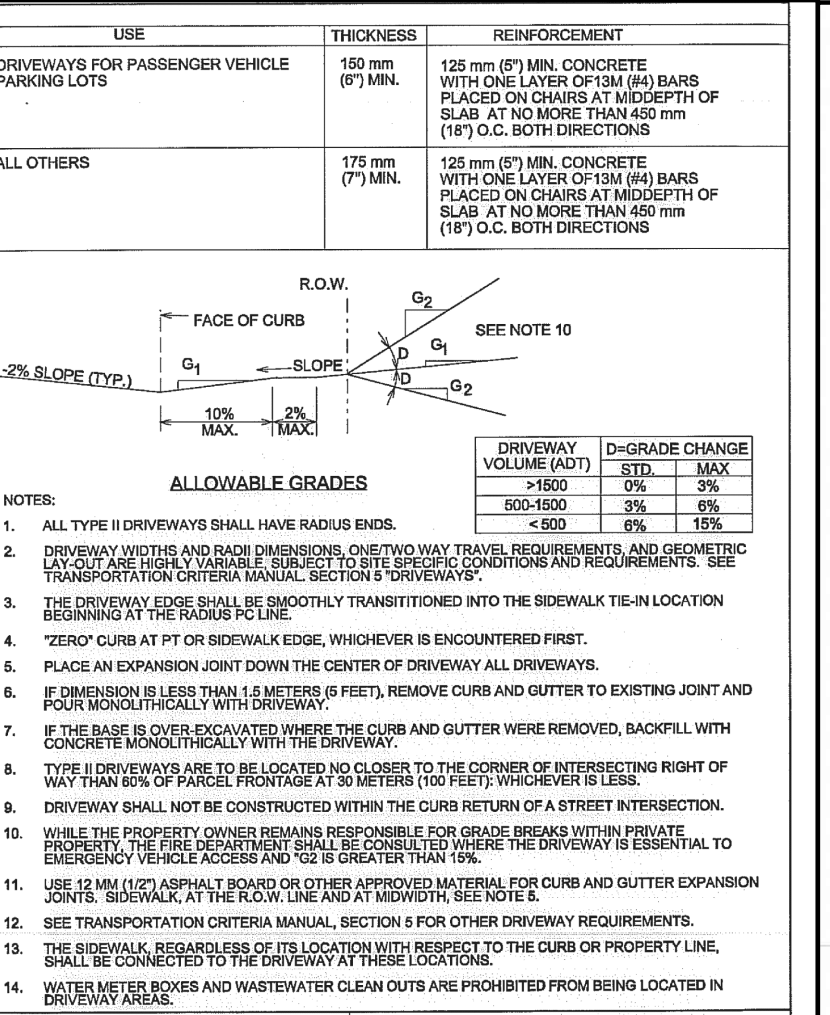 USE THICKNESS REINFORCEMENT
DRIVEWAYS FOR PASSENGER VEHICLE 150 mm 125 mm (5") MIN. CONCRETE
PARKING LOTS (6") MIN. WITH ONE LAYER OF13M (#4) BARS
PLACED ON CHAIRS AT MIDDEPTH OF
SLAB AT NO MORE THAN 450 mm
(18") O.C. BOTH DIRECTIONS
ALL OTHERS 175 mm 125 mm (5") MIN. CONCRETE
(7") MIN. WITH ONE LAYER OF13M (#4) BARS
PLACED ON CHAIRS AT MIDDEPTH OF
SLAB AT NO MORE THAN 450 mm
(18") O.C. BOTH DIRECTIONS
R.O.W.
G2
FACE OF CURB
SEE NOTE 10
D G1
-2% SLOPE (TYP.) G1 SLOPE
D G2
10% 2%
MAX. MAX.
DRIVEWAY D=GRADE CHANGE
VOLUME (ADT) STD. MAX
>1500 0% 3%
500-1500 3% 6%
<500 6% 15%
ALLOWABLE GRADES
NOTES:
1. ALL TYPE II DRIVEWAYS SHALL HAVE RADIUS ENDS.
2. DRIVEWAY WIDTHS AND RADII DIMENSIONS, ONE/TWO WAY TRAVEL REQUIREMENTS, AND GEOMETRIC
LAY-OUT ARE HIGHLY VARIABLE, SUBJECT TO SITE SPECIFIC CONDITIONS AND REQUIREMENTS. SEE
TRANSPORTATION CRITERIA MANUAL. SECTION 5 "DRIVEWAYS".
3. THE DRIVEWAY EDGE SHALL BE SMOOTHLY TRANSITITIONED INTO THE SIDEWALK TIE-IN LOCATION
BEGINNING AT THE RADIUS PC LINE.
4. "ZERO" CURB AT PT OR SIDEWALK EDGE, WHICHEVER IS ENCOUNTERED FIRST.
5. PLACE AN EXPANSION JOINT DOWN THE CENTER OF DRIVEWAY ALL DRIVEWAYS.
6. IF DIMENSION IS LESS THAN 1.5 METERS (5 FEET), REMOVE CURB AND GUTTER TO EXISTING JOINT AND
POUR MONOLITHICALLY WITH DRIVEWAY.
7. IF THE BASE IS OVER-EXCAVATED WHERE THE CURB AND GUTTER WERE REMOVED, BACKFILL WITH
CONCRETE MONOLITHICALLY WITH THE DRIVEWAY.
8. TYPE II DRIVEWAYS ARE TO BE LOCATED NO CLOSER TO THE CORNER OF INTERSECTING RIGHT OF
WAY THAN 60% OF PARCEL FRONTAGE AT 30 METERS (100 FEET): WHICHEVER IS LESS.
9. DRIVEWAY SHALL NOT BE CONSTRUCTED WITHIN THE CURB RETURN OF A STREET INTERSECTION.
10. WHILE THE PROPERTY OWNER REMAINS RESPONSIBLE FOR GRADE BREAKS WITHIN PRIVATE
PROPERTY, THE FIRE DEPARTMENT SHALL BE CONSULTED WHERE THE DRIVEWAY IS ESSENTIAL TO
EMERGENCY VEHICLE ACCESS AND "G2 IS GREATER THAN 15%.
11. USE 12 MM (1/2") ASPHALT BOARD OR OTHER APPROVED MATERIAL FOR CURB AND GUTTER EXPANSION
JOINTS. SIDEWALK, AT THE R.O.W. LINE AND AT MIDWIDTH, SEE NOTE 5.
12. SEE TRANSPORTATION CRITERIA MANUAL, SECTION 5 FOR OTHER DRIVEWAY REQUIREMENTS.
13. THE SIDEWALK, REGARDLESS OF ITS LOCATION WITH RESPECT TO THE CURB OR PROPERTY LINE,
SHALL BE CONNECTED TO THE DRIVEWAY AT THESE LOCATIONS.
14. WATER METER BOXES AND WASTEWATER CLEAN OUTS ARE PROHIBITED FROM BEING LOCATED IN
DRIVEWAY AREAS.